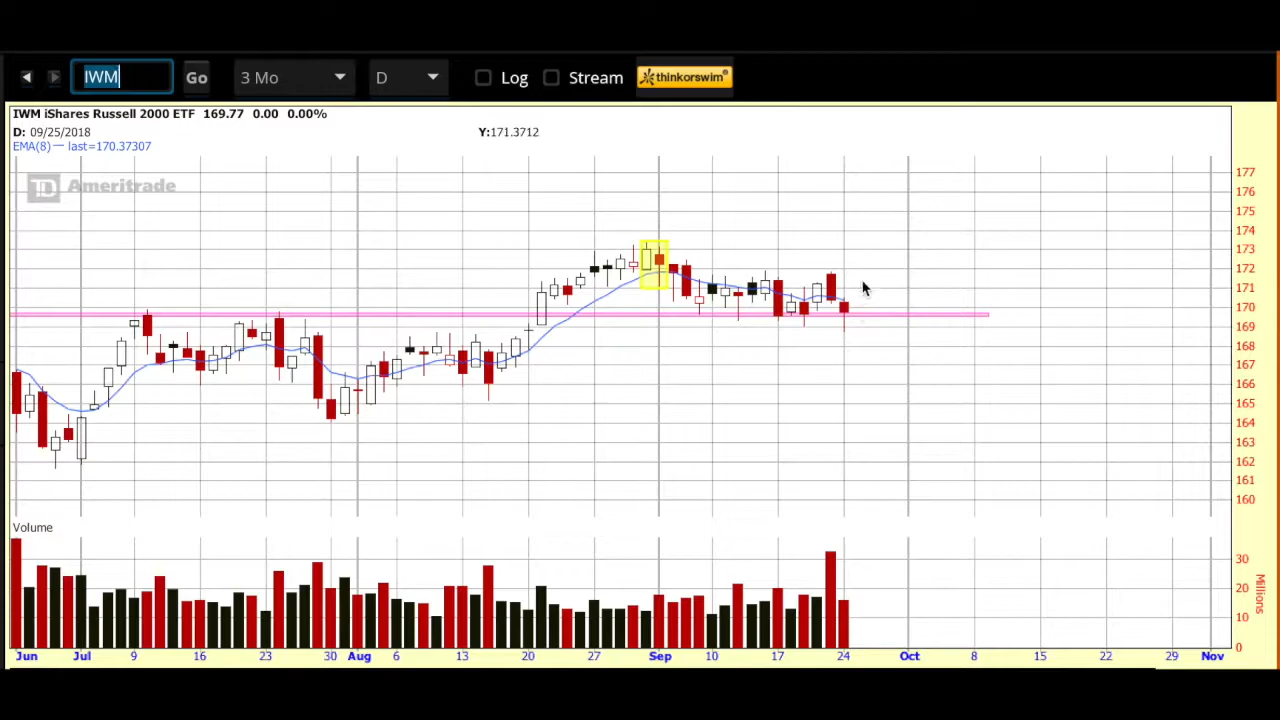 IWM Go 3 Mo D Log Stream thinkorswim®
IWM iShares Russell 2000 ETF 169.77 0.00 0.00%
D: 09/25/2018 Y:171.3712
EMA(8) — last=170.37307
TD Ameritrade
177
176
175
174
173
172
171
170
169
168
167
166
165
164
163
162
161
160
Volume
30
20
10
0
Millions
Jun Jul 9 16 23 30 Aug 6 13 20 27 Sep 10 17 24 Oct 8 15 22 29 Nov